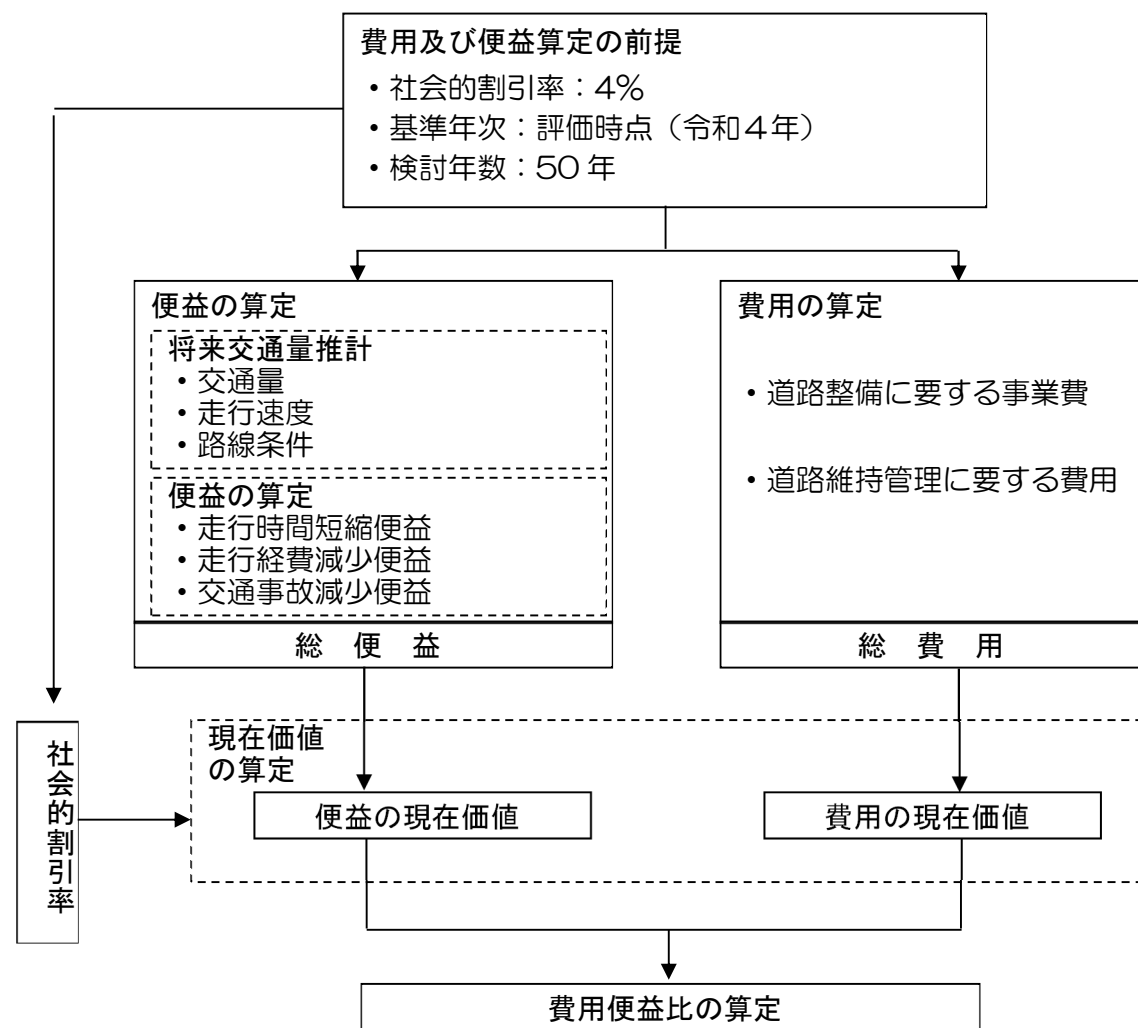 費用及び便益算定の前提
・社会的割引率：4％
・基準年次：評価時点（令和４年）
・検討年数：50 年
便益の算定
将来交通量推計
・交通量
・走行速度
・路線条件
便益の算定
・走行時間短縮便益
・走行経費減少便益
・交通事故減少便益
総　便　益
費用の算定
・道路整備に要する事業費
・道路維持管理に要する費用
総　費　用
社会的割引率
現在価値
の算定
便益の現在価値
費用の現在価値
費用便益比の算定